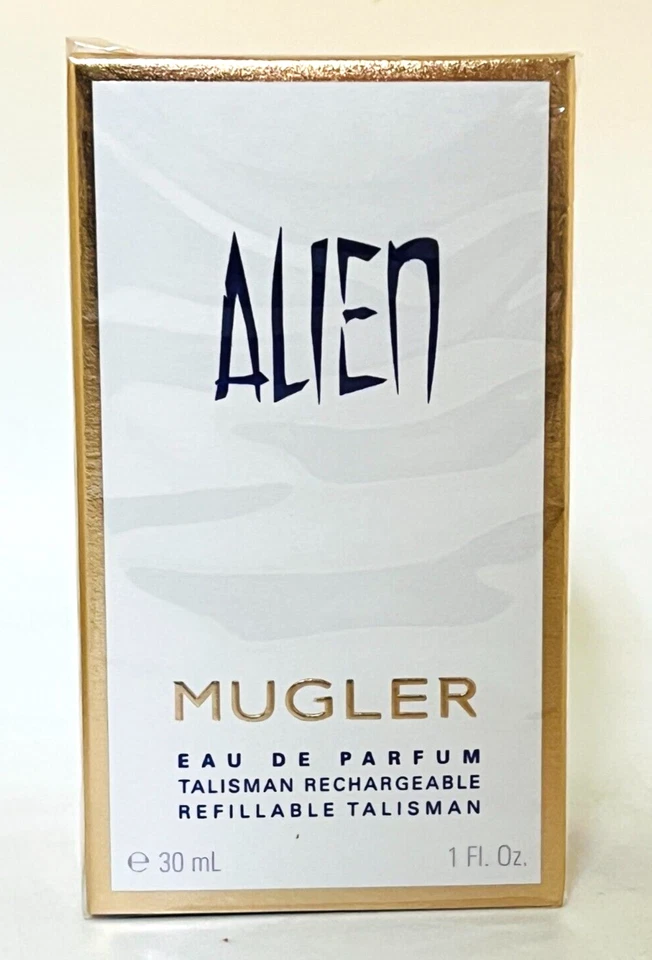 ALIEN
MUGLER
EAU DE PARFUM
TALISMAN RECHARGEABLE
REFILLABLE TALISMAN
℮ 30 mL 1 Fl. Oz.